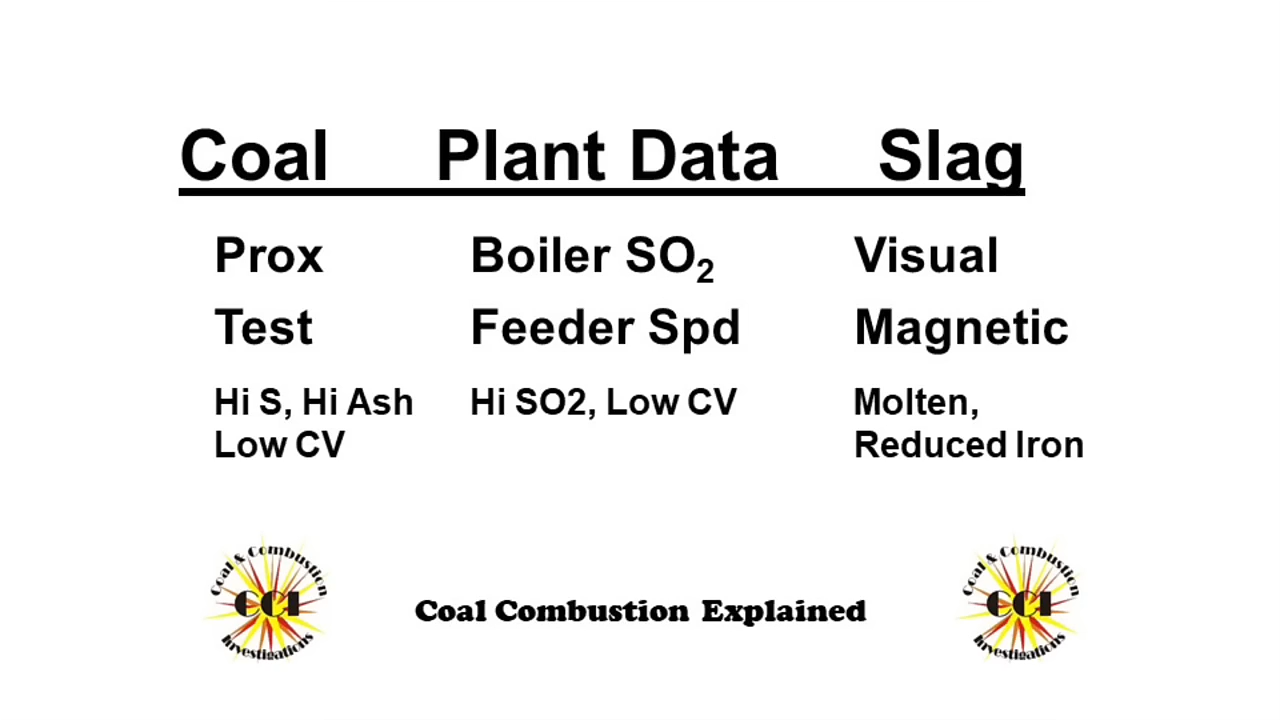 Coal Plant Data Slag
Prox Boiler SO₂ Visual
Test Feeder Spd Magnetic
Hi S, Hi Ash Hi SO2, Low CV Molten,
Low CV Reduced Iron
Coal & Combustion
CCI
Investigations
Coal Combustion Explained
Coal & Combustion
CCI
Investigations